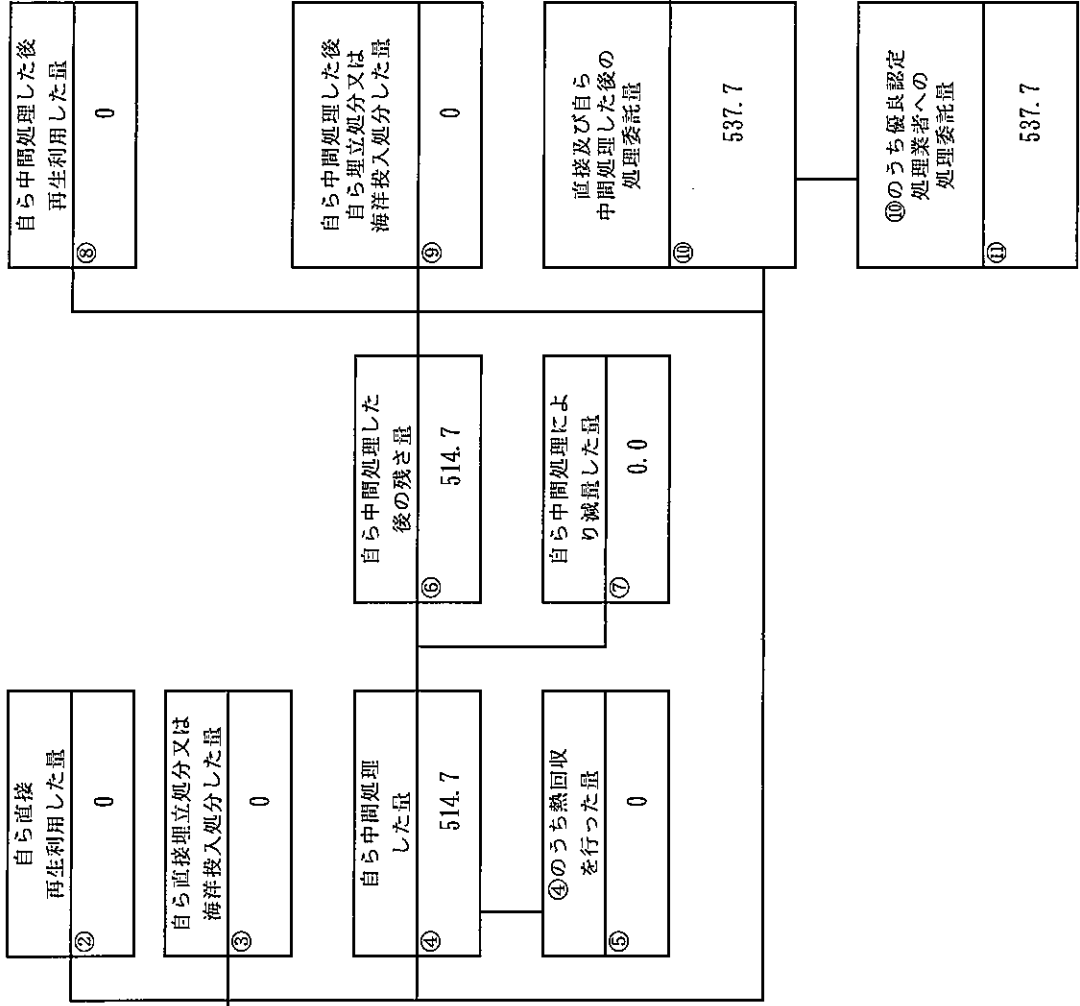 自ら直接
再生利用した量
②
0
自ら直接埋立処分又は
海洋投入処分した量
③
0
自ら中間処理
した量
④
514.7
④のうち熱回収
を行った量
⑤
0
自ら中間処理した
後の残さ量
⑥
514.7
自ら中間処理によ
り減量した量
⑦
0.0
自ら中間処理した後
再生利用した量
⑧
0
自ら中間処理した後
自ら埋立処分又は
海洋投入処分した量
⑨
0
直接及び自ら
中間処理した後の
処理委託量
⑩
537.7
⑩のうち優良認定
処理業者への
処理委託量
⑪
537.7